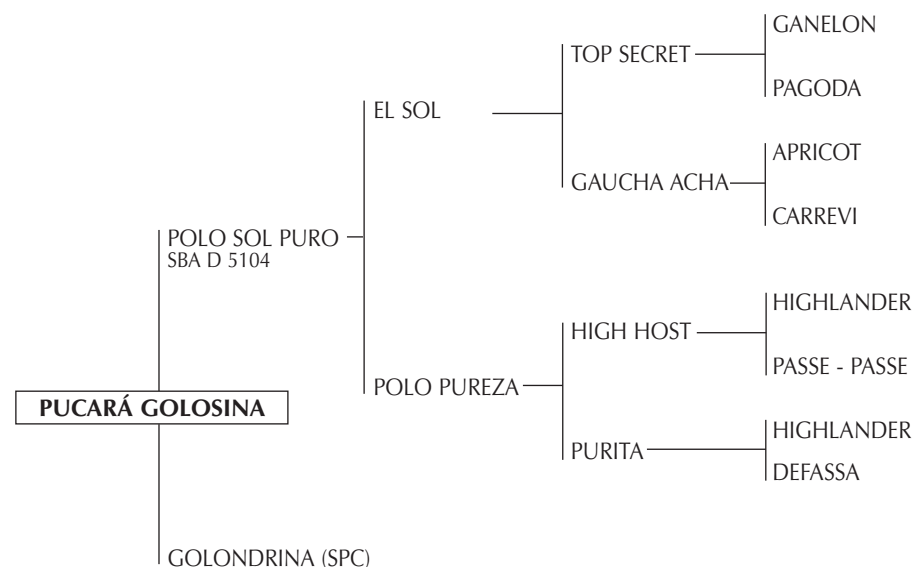 GANELON
TOP SECRET
PAGODA
EL SOL
APRICOT
GAUCHA ACHA
CARREVI
POLO SOL PURO
SBA D 5104
HIGHLANDER
HIGH HOST
PASSE - PASSE
POLO PUREZA
PUCARÁ GOLOSINA
HIGHLANDER
PURITA
DEFASSA
GOLONDRINA (SPC)